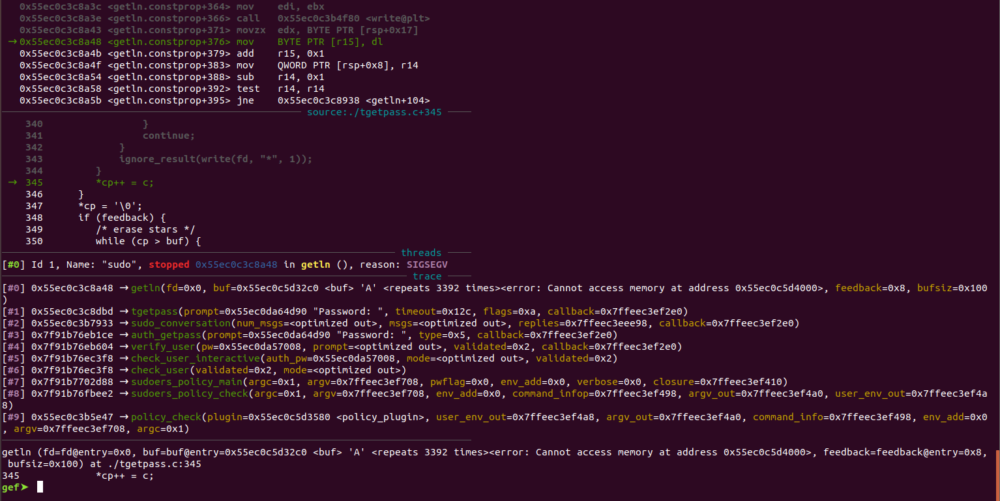 0x55ec0c3c8a3c <getln.constprop+364> mov    edi, ebx
0x55ec0c3c8a3e <getln.constprop+366> call   0x55ec0c3b4f80 <write@plt>
0x55ec0c3c8a43 <getln.constprop+371> movzx  edx, BYTE PTR [rsp+0x17]
→ 0x55ec0c3c8a48 <getln.constprop+376> mov    BYTE PTR [r15], dl
0x55ec0c3c8a4b <getln.constprop+379> add    r15, 0x1
0x55ec0c3c8a4f <getln.constprop+383> mov    QWORD PTR [rsp+0x8], r14
0x55ec0c3c8a54 <getln.constprop+388> sub    r14, 0x1
0x55ec0c3c8a58 <getln.constprop+392> test   r14, r14
0x55ec0c3c8a5b <getln.constprop+395> jne    0x55ec0c3c8938 <getln+104>
source:./tgetpass.c+345
340                 }
341                 continue;
342             }
343             ignore_result(write(fd, "*", 1));
344         }
→ 345         *cp++ = c;
346      }
347      *cp = '\0';
348      if (feedback) {
349         /* erase stars */
350         while (cp > buf) {
threads
[#0] Id 1, Name: "sudo", stopped 0x55ec0c3c8a48 in getln (), reason: SIGSEGV
trace
[#0] 0x55ec0c3c8a48 → getln(fd=0x0, buf=0x55ec0c5d32c0 <buf> 'A' <repeats 3392 times><error: Cannot access memory at address 0x55ec0c5d4000>, feedback=0x8, bufsiz=0x100
)
[#1] 0x55ec0c3c8dbd → tgetpass(prompt=0x55ec0da64d90 "Password: ", timeout=0x12c, flags=0xa, callback=0x7ffeec3ef2e0)
[#2] 0x55ec0c3b7933 → sudo_conversation(num_msgs=<optimized out>, msgs=<optimized out>, replies=0x7ffeec3eee98, callback=0x7ffeec3ef2e0)
[#3] 0x7f91b76eb1ce → auth_getpass(prompt=0x55ec0da64d90 "Password: ", type=0x5, callback=0x7ffeec3ef2e0)
[#4] 0x7f91b76eb604 → verify_user(pw=0x55ec0da57008, prompt=<optimized out>, validated=0x2, callback=0x7ffeec3ef2e0)
[#5] 0x7f91b76ec3f8 → check_user_interactive(auth_pw=0x55ec0da57008, mode=<optimized out>, validated=0x2)
[#6] 0x7f91b76ec3f8 → check_user(validated=0x2, mode=<optimized out>)
[#7] 0x7f91b7702d88 → sudoers_policy_main(argc=0x1, argv=0x7ffeec3ef708, pwflag=0x0, env_add=0x0, verbose=0x0, closure=0x7ffeec3ef410)
[#8] 0x7f91b76fbee2 → sudoers_policy_check(argc=0x1, argv=0x7ffeec3ef708, env_add=0x0, command_infop=0x7ffeec3ef498, argv_out=0x7ffeec3ef4a0, user_env_out=0x7ffeec3ef4a
8)
[#9] 0x55ec0c3b5e47 → policy_check(plugin=0x55ec0c5d3580 <policy_plugin>, user_env_out=0x7ffeec3ef4a8, argv_out=0x7ffeec3ef4a0, command_info=0x7ffeec3ef498, env_add=0x0
, argv=0x7ffeec3ef708, argc=0x1)
getln (fd=fd@entry=0x0, buf=buf@entry=0x55ec0c5d32c0 <buf> 'A' <repeats 3392 times><error: Cannot access memory at address 0x55ec0c5d4000>, feedback=feedback@entry=0x8,
bufsiz=0x100) at ./tgetpass.c:345
345             *cp++ = c;
gef➤